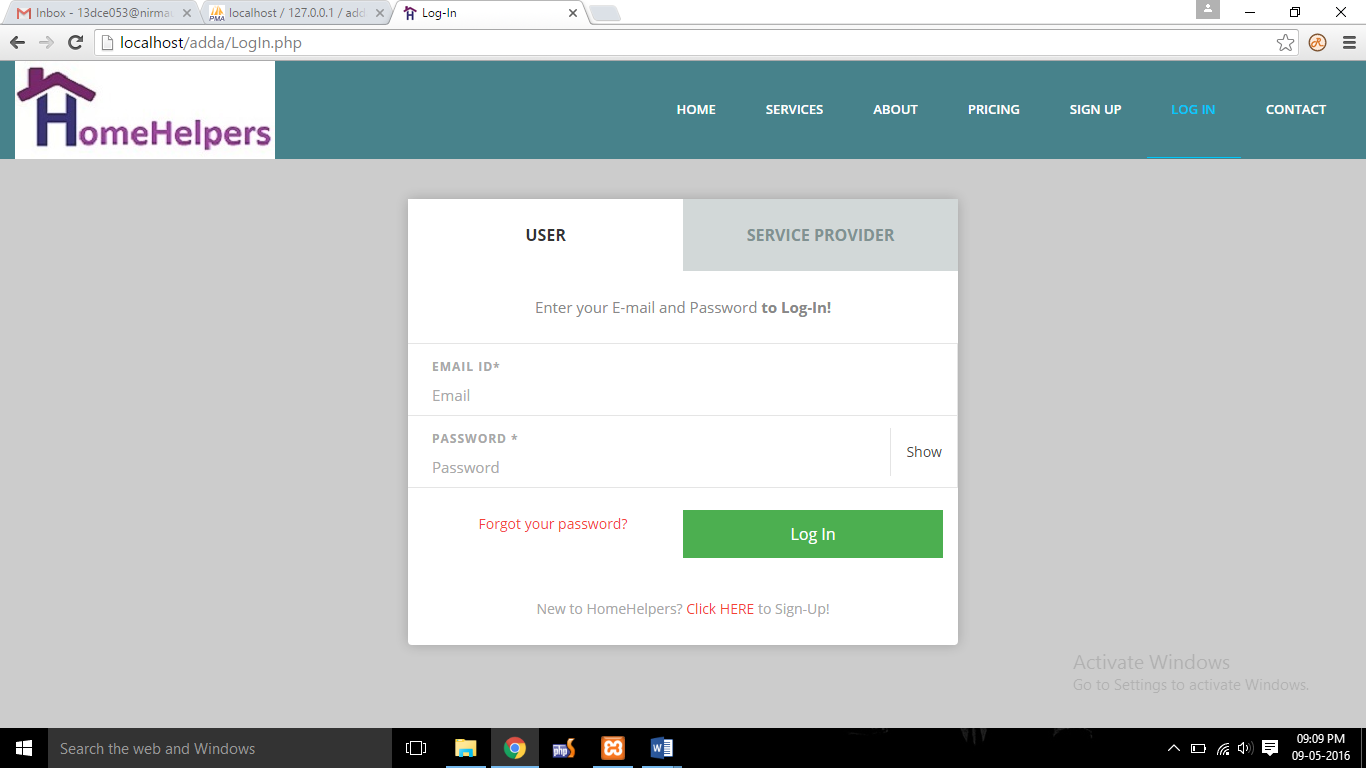 Inbox - 13dce053@nirmau
localhost / 127.0.0.1 / add
Log-In
localhost/adda/LogIn.php
HomeHelpers
HOME SERVICES ABOUT PRICING SIGN UP LOG IN CONTACT
USER SERVICE PROVIDER
Enter your E-mail and Password to Log-In!
EMAIL ID*
Email
PASSWORD *
Password
Show
Forgot your password?
Log In
New to HomeHelpers? Click HERE to Sign-Up!
Activate Windows
Go to Settings to activate Windows.
Search the web and Windows
php
09:09 PM
09-05-2016